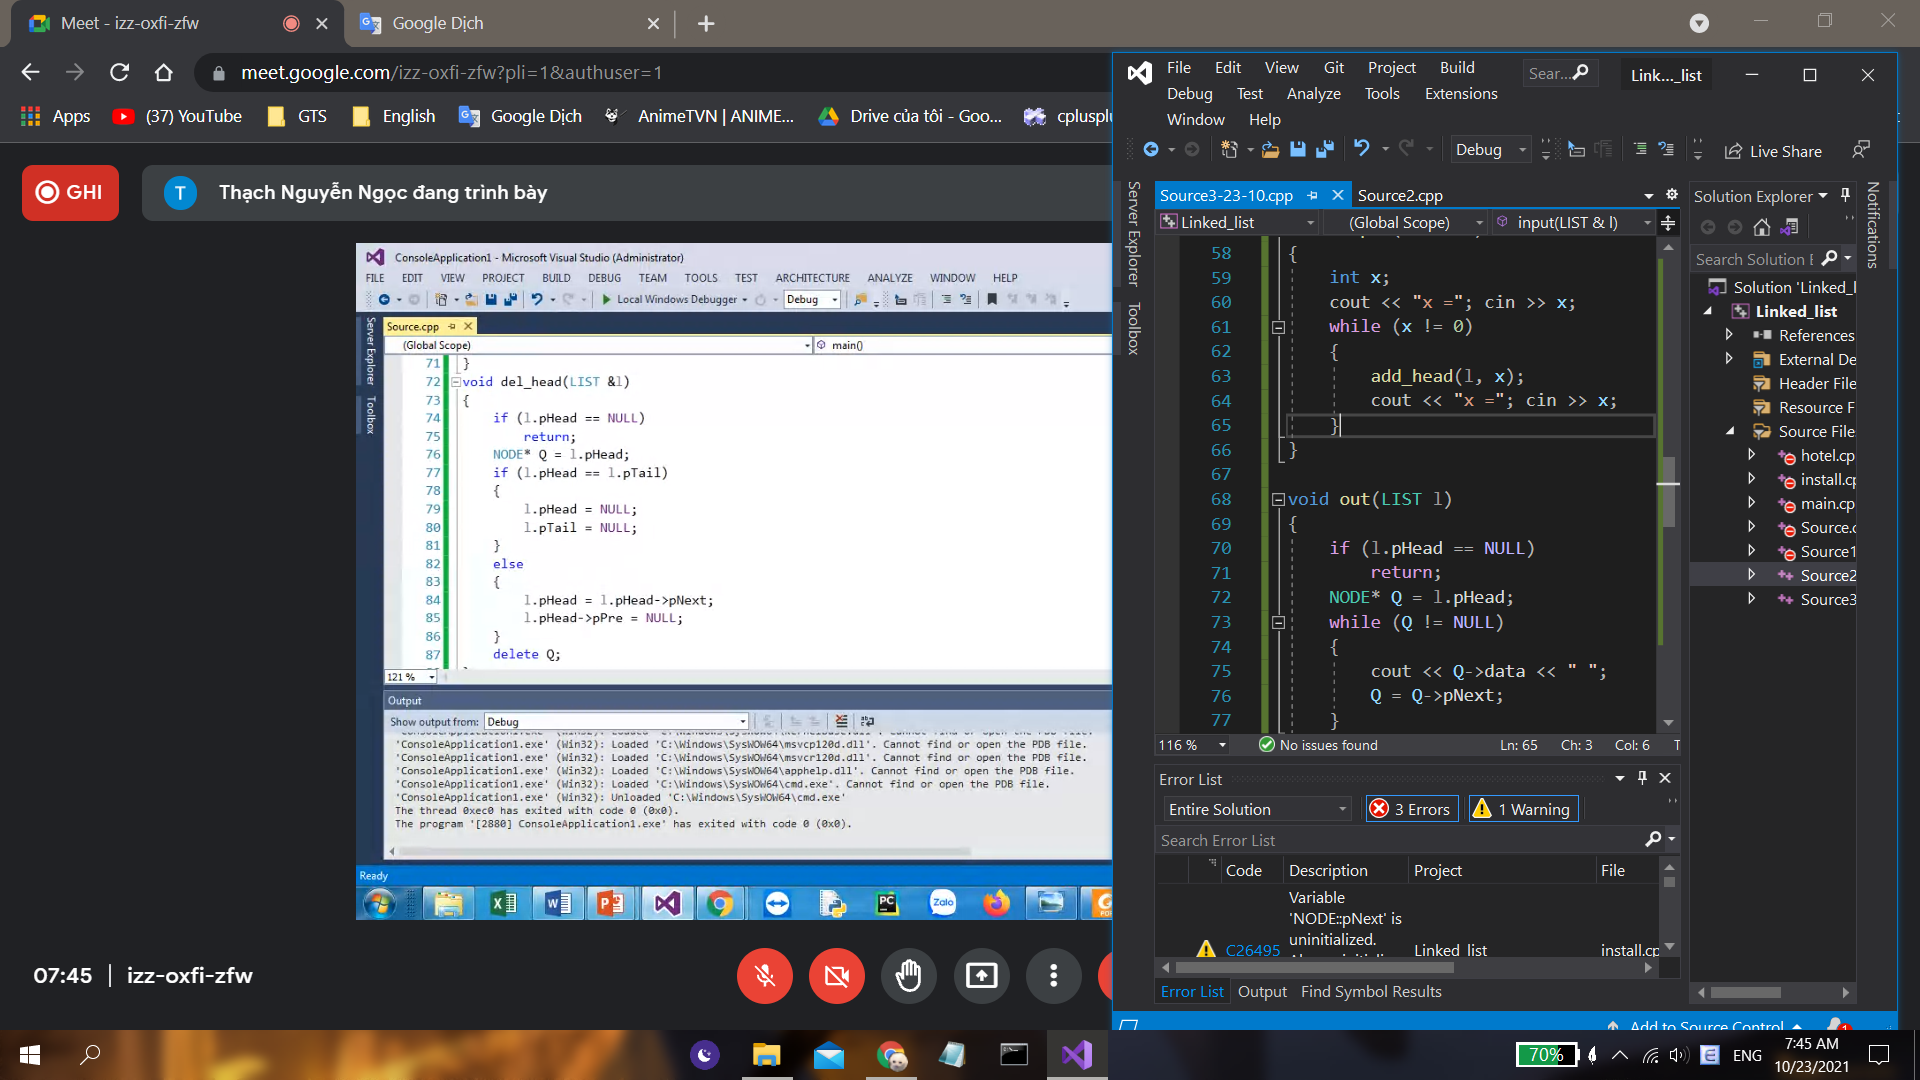 Meet - izz-oxfi-zfw
Google Dịch
meet.google.com/izz-oxfi-zfw?pli=1&authuser=1
Apps
(37) YouTube
GTS
English
Google Dịch
AnimeTVN | ANIME...
Drive của tôi - Goo...
GHI
T
Thạch Nguyễn Ngọc đang trình bày
ConsoleApplication1 - Microsoft Visual Studio (Administrator)
FILE EDIT VIEW PROJECT BUILD DEBUG TEAM TOOLS TEST ARCHITECTURE ANALYZE WINDOW HELP
Local Windows Debugger
Debug
Server Explorer
Toolbox
Source.cpp
(Global Scope)
main()
71 }
72 void del_head(LIST &l)
73 {
74 if (l.pHead == NULL)
75 return;
76 NODE* Q = l.pHead;
77 if (l.pHead == l.pTail)
78 {
79 l.pHead = NULL;
80 l.pTail = NULL;
81 }
82 else
83 {
84 l.pHead = l.pHead->pNext;
85 l.pHead->pPre = NULL;
86 }
87 delete Q;
121 %
Output
Show output from: Debug
'ConsoleApplication1.exe' (Win32): Loaded 'C:\Windows\SysWOW64\msvcp120d.dll'. Cannot find or open the PDB file.
'ConsoleApplication1.exe' (Win32): Loaded 'C:\Windows\SysWOW64\msvcr120d.dll'. Cannot find or open the PDB file.
'ConsoleApplication1.exe' (Win32): Loaded 'C:\Windows\SysWOW64\apphelp.dll'. Cannot find or open the PDB file.
'ConsoleApplication1.exe' (Win32): Loaded 'C:\Windows\SysWOW64\cmd.exe'. Cannot find or open the PDB file.
'ConsoleApplication1.exe' (Win32): Unloaded 'C:\Windows\SysWOW64\cmd.exe'
The thread 0xec0 has exited with code 0 (0x0).
The program '[2880] ConsoleApplication1.exe' has exited with code 0 (0x0).
Ready
Zalo
PC
07:45 | izz-oxfi-zfw
File Edit View Git Project Build
Sear...
Link..._list
Debug Test Analyze Tools Extensions
Window Help
Debug
Live Share
Server Explorer
Toolbox
Source3-23-10.cpp
Source2.cpp
Linked_list
(Global Scope)
input(LIST & l)
58 {
59 int x;
60 cout << "x ="; cin >> x;
61 while (x != 0)
62 {
63 add_head(l, x);
64 cout << "x ="; cin >> x;
65 }
66 }
67
68 void out(LIST l)
69 {
70 if (l.pHead == NULL)
71 return;
72 NODE* Q = l.pHead;
73 while (Q != NULL)
74 {
75 cout << Q->data << " ";
76 Q = Q->pNext;
77 }
116 %
No issues found
Ln: 65 Ch: 3 Col: 6
Error List
Entire Solution
3 Errors
1 Warning
Search Error List
Code Description Project File
Variable
'NODE::pNext' is
uninitialized.
C26495
Linked_list
install.cp
Error List Output Find Symbol Results
Solution Explorer
Notifications
Search Solution E
Solution 'Linked_l
Linked_list
References
External De
Header File
Resource F
Source File
hotel.cp
install.cp
main.cp
Source.c
Source1
Source2
Source3
Add to Source Control
1
70%
ENG
7:45 AM
10/23/2021